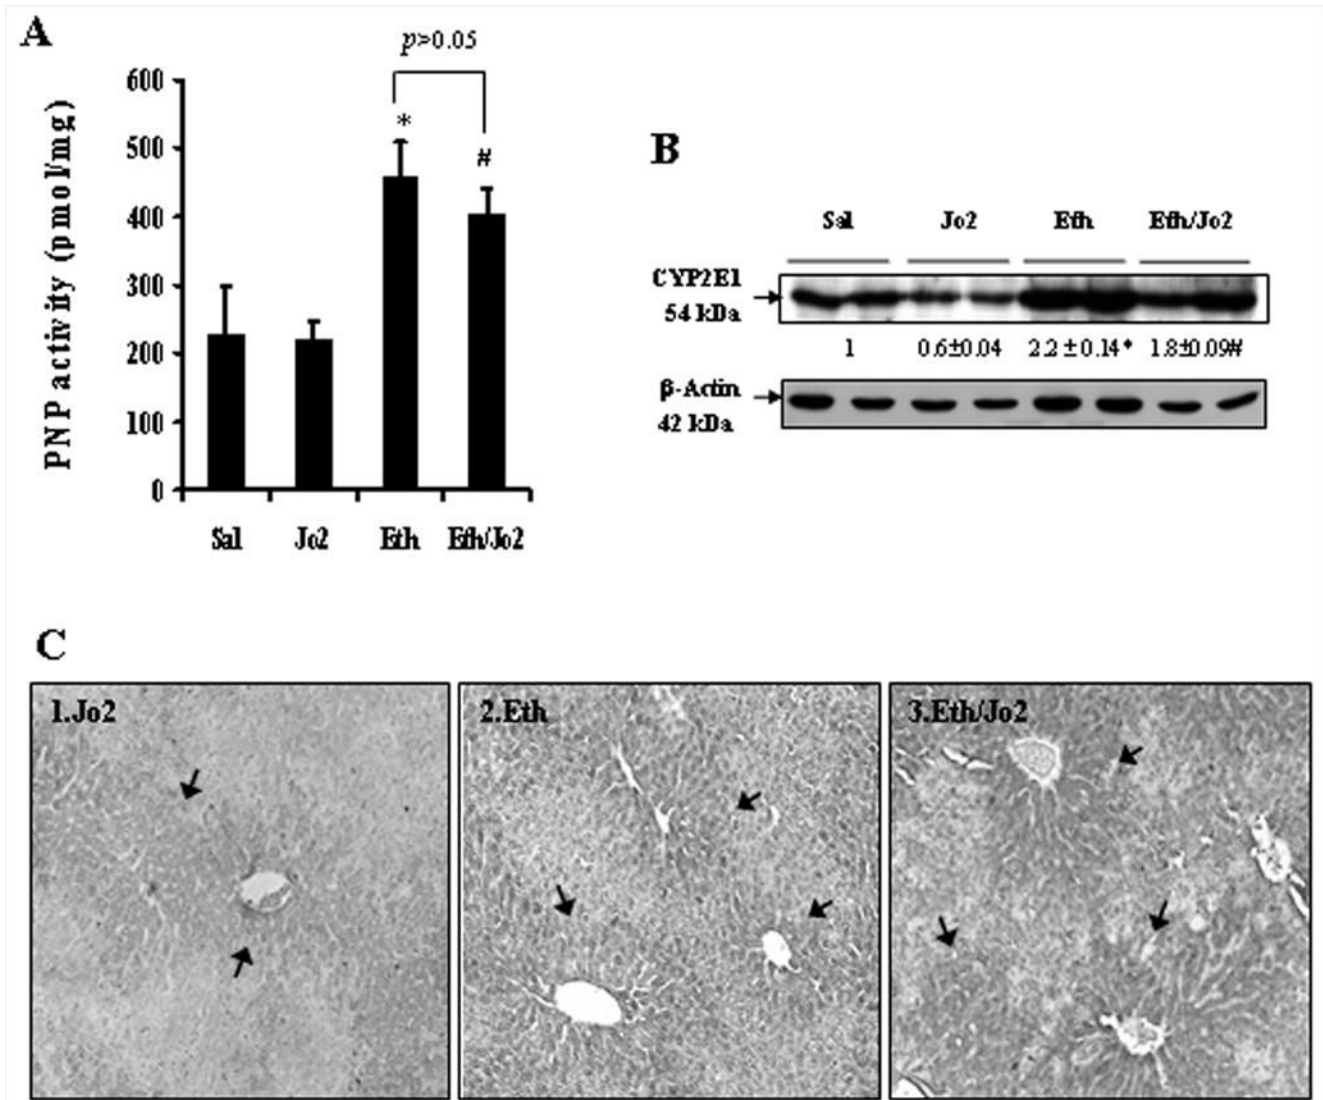 A
p>0.05
600
500
400
300
200
100
0
PNP activity (pmol/mg)
*
#
Sal Jo2 Eth Eth/Jo2
B
Sal Jo2 Eth Eth/Jo2
CYP2E1
54 kDa
1 0.6±0.04 2.2 ± 0.14* 1.8±0.09#
β-Actin
42 kDa
C
1.Jo2 2.Eth 3.Eth/Jo2